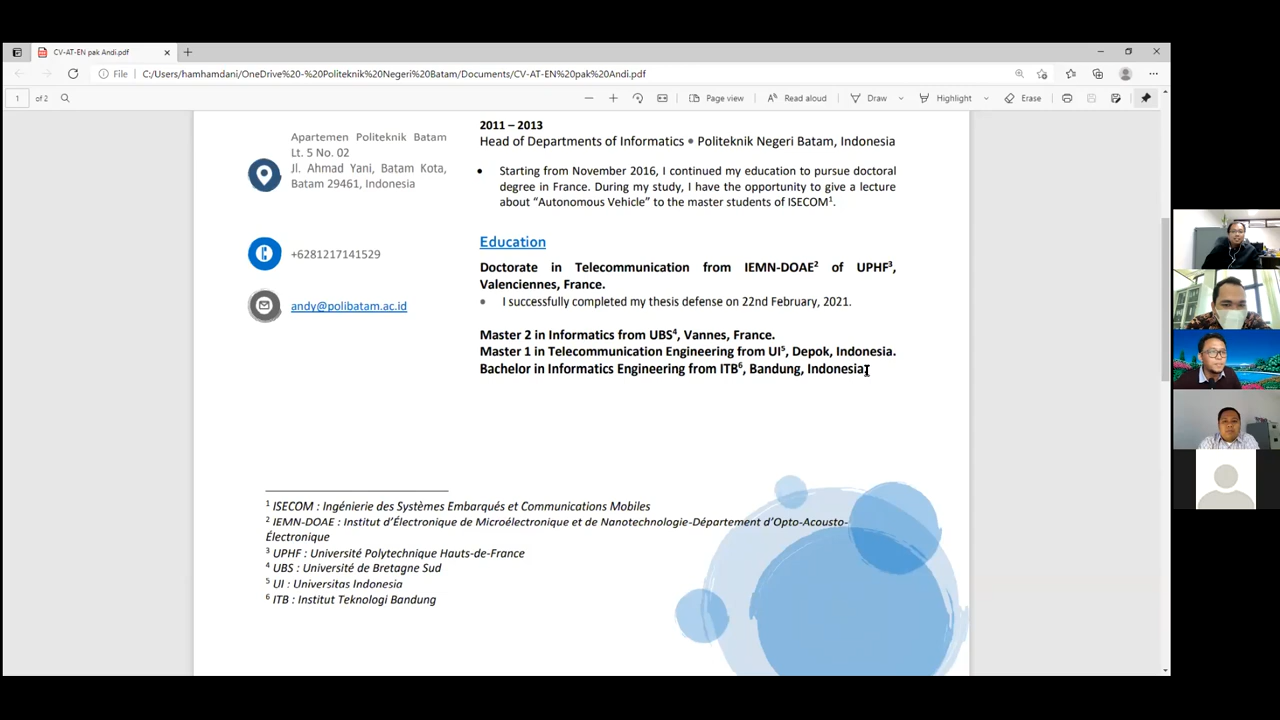 CV-AT-EN pak Andi.pdf
File
C:/Users/hamhamdani/OneDrive%20-%20Politeknik%20Negeri%20Batam/Documents/CV-AT-EN%20pak%20Andi.pdf
1 of 2
Page view
Read aloud
Draw
Highlight
Erase
Apartemen Politeknik Batam
Lt. 5 No. 02
Jl. Ahmad Yani, Batam Kota,
Batam 29461, Indonesia
+6281217141529
andy@polibatam.ac.id
2011 – 2013
Head of Departments of Informatics • Politeknik Negeri Batam, Indonesia
• Starting from November 2016, I continued my education to pursue doctoral
degree in France. During my study, I have the opportunity to give a lecture
about “Autonomous Vehicle” to the master students of ISECOM¹.
Education
Doctorate in Telecommunication from IEMN-DOAE² of UPHF³,
Valenciennes, France.
• I successfully completed my thesis defense on 22nd February, 2021.
Master 2 in Informatics from UBS⁴, Vannes, France.
Master 1 in Telecommunication Engineering from UI⁵, Depok, Indonesia.
Bachelor in Informatics Engineering from ITB⁶, Bandung, Indonesia.
¹ ISECOM : Ingénierie des Systèmes Embarqués et Communications Mobiles
² IEMN-DOAE : Institut d’Électronique de Microélectronique et de Nanotechnologie-Département d’Opto-Acousto-
Électronique
³ UPHF : Université Polytechnique Hauts-de-France
⁴ UBS : Université de Bretagne Sud
⁵ UI : Universitas Indonesia
⁶ ITB : Institut Teknologi Bandung